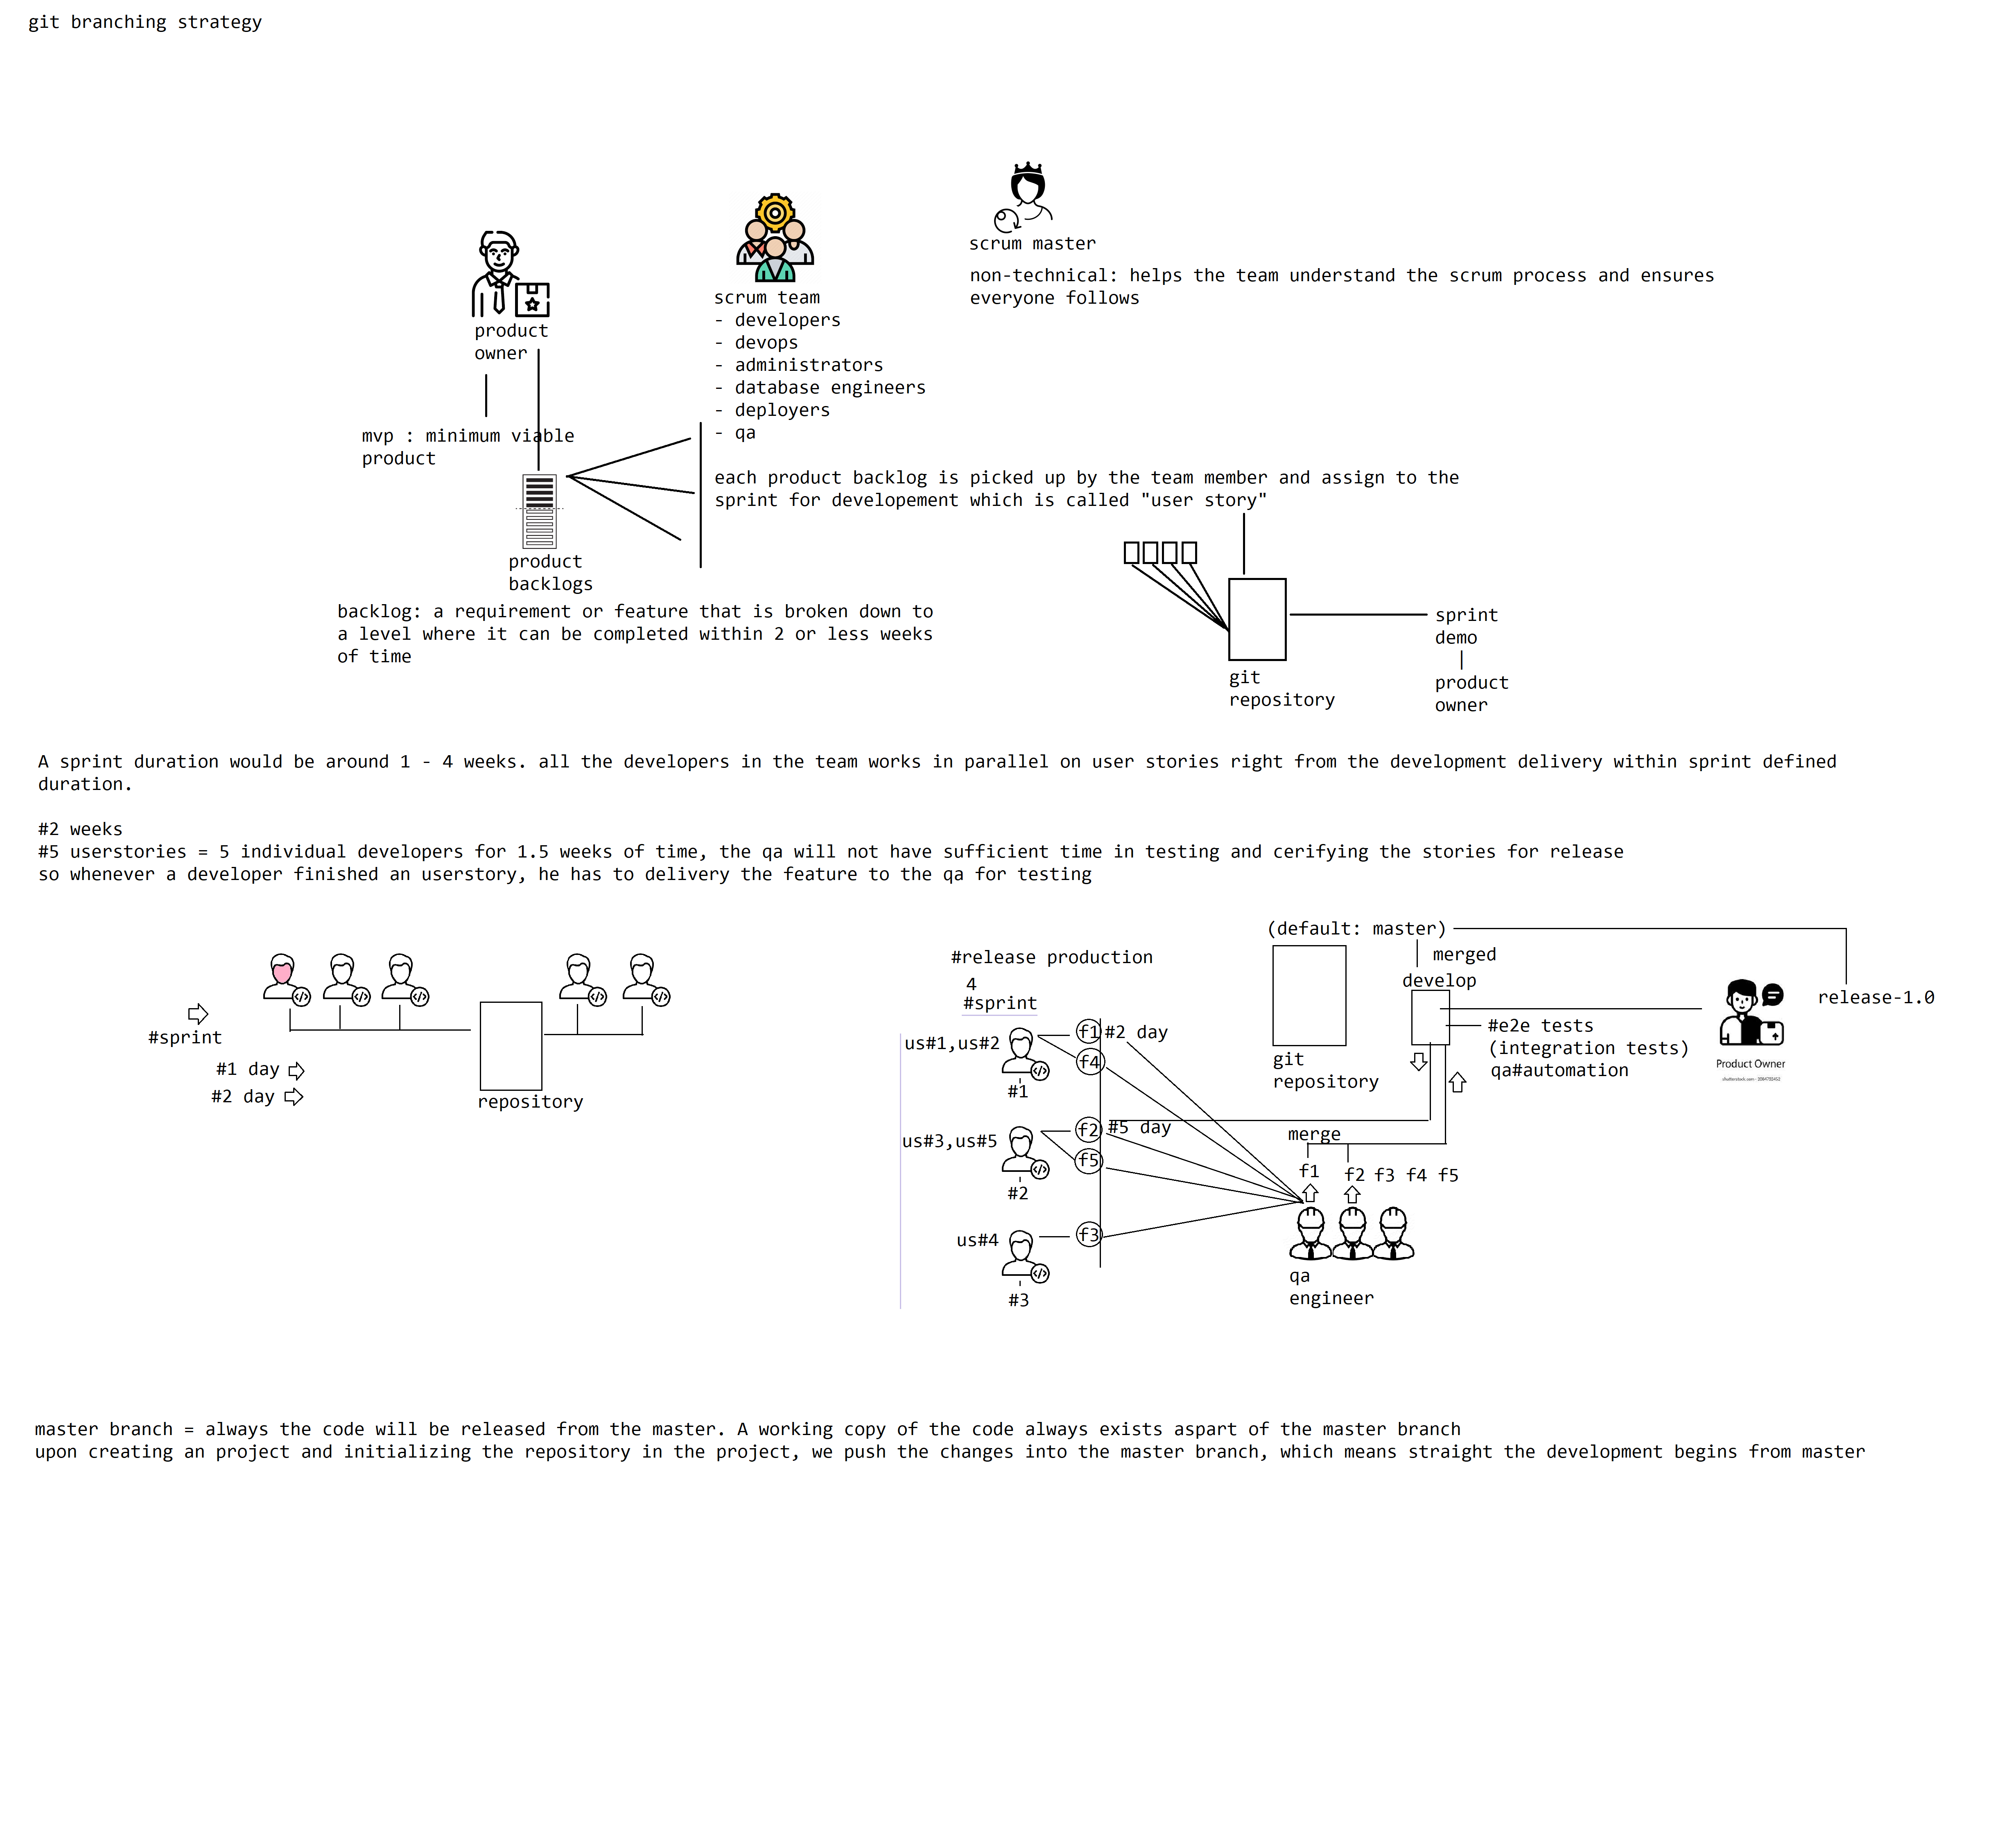 git branching strategy
scrum master
non-technical: helps the team understand the scrum process and ensures
everyone follows
product
owner
scrum team
- developers
- devops
- administrators
- database engineers
- deployers
- qa
mvp : minimum viable
product
each product backlog is picked up by the team member and assign to the
sprint for developement which is called "user story"
product
backlogs
backlog: a requirement or feature that is broken down to
a level where it can be completed within 2 or less weeks
of time
git
repository
sprint
demo
product
owner
A sprint duration would be around 1 - 4 weeks. all the developers in the team works in parallel on user stories right from the development delivery within sprint defined
duration.
#2 weeks
#5 userstories = 5 individual developers for 1.5 weeks of time, the qa will not have sufficient time in testing and cerifying the stories for release
so whenever a developer finished an userstory, he has to delivery the feature to the qa for testing
#sprint
#1 day
#2 day
</>
</>
</>
</>
</>
repository
#release production
4
#sprint
us#1,us#2
</>
#1
f1
#2 day
f4
us#3,us#5
</>
#2
f2
#5 day
f5
us#4
</>
#3
f3
(default: master)
merged
develop
git
repository
#e2e tests
(integration tests)
qa#automation
Product Owner
release-1.0
merge
f1
f2 f3 f4 f5
qa
engineer
master branch = always the code will be released from the master. A working copy of the code always exists aspart of the master branch
upon creating an project and initializing the repository in the project, we push the changes into the master branch, which means straight the development begins from master